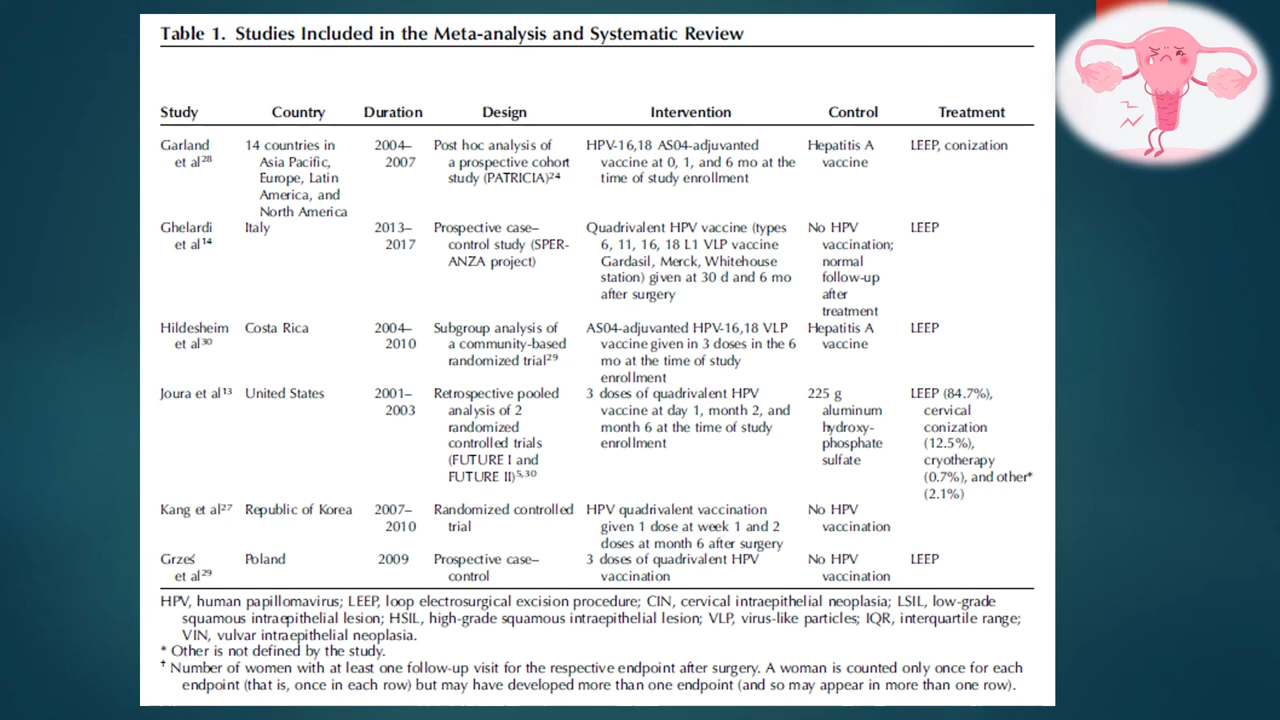 Table 1. Studies Included in the Meta-analysis and Systematic Review
Study Country Duration Design Intervention Control Treatment
Garland et al28
14 countries in Asia Pacific, Europe, Latin America, and North America
2004–2007
Post hoc analysis of a prospective cohort study (PATRICIA)24
HPV-16,18 AS04-adjuvanted vaccine at 0, 1, and 6 mo at the time of study enrollment
Hepatitis A vaccine
LEEP, conization
Ghelardi et al14
Italy
2013–2017
Prospective case–control study (SPER-ANZA project)
Quadrivalent HPV vaccine (types 6, 11, 16, 18 L1 VLP vaccine Gardasil, Merck, Whitehouse station) given at 30 d and 6 mo after surgery
No HPV vaccination; normal follow-up after treatment
LEEP
Hildesheim et al30
Costa Rica
2004–2010
Subgroup analysis of a community-based randomized trial29
AS04-adjuvanted HPV-16,18 VLP vaccine given in 3 doses in the 6 mo at the time of study enrollment
Hepatitis A vaccine
LEEP
Joura et al13
United States
2001–2003
Retrospective pooled analysis of 2 randomized controlled trials (FUTURE I and FUTURE II)5,30
3 doses of quadrivalent HPV vaccine at day 1, month 2, and month 6 at the time of study enrollment
225 g aluminum hydroxy-phosphate sulfate
LEEP (84.7%), cervical conization (12.5%), cryotherapy (0.7%), and other* (2.1%)
Kang et al27
Republic of Korea
2007–2010
Randomized controlled trial
HPV quadrivalent vaccination given 1 dose at week 1 and 2 doses at month 6 after surgery
No HPV vaccination
Grześ et al29
Poland
2009
Prospective case–control
3 doses of quadrivalent HPV vaccination
No HPV vaccination
LEEP
HPV, human papillomavirus; LEEP, loop electrosurgical excision procedure; CIN, cervical intraepithelial neoplasia; LSIL, low-grade
squamous intraepithelial lesion; HSIL, high-grade squamous intraepithelial lesion; VLP, virus-like particles; IQR, interquartile range;
VIN, vulvar intraepithelial neoplasia.
* Other is not defined by the study.
† Number of women with at least one follow-up visit for the respective endpoint after surgery. A woman is counted only once for each
endpoint (that is, once in each row) but may have developed more than one endpoint (and so may appear in more than one row).